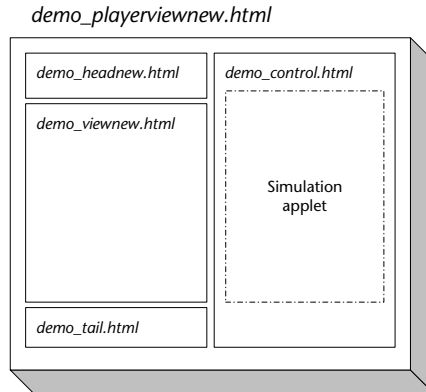 demo_playerviewnew.html
demo_headnew.html
demo_viewnew.html
demo_tail.html
demo_control.html
Simulation
applet